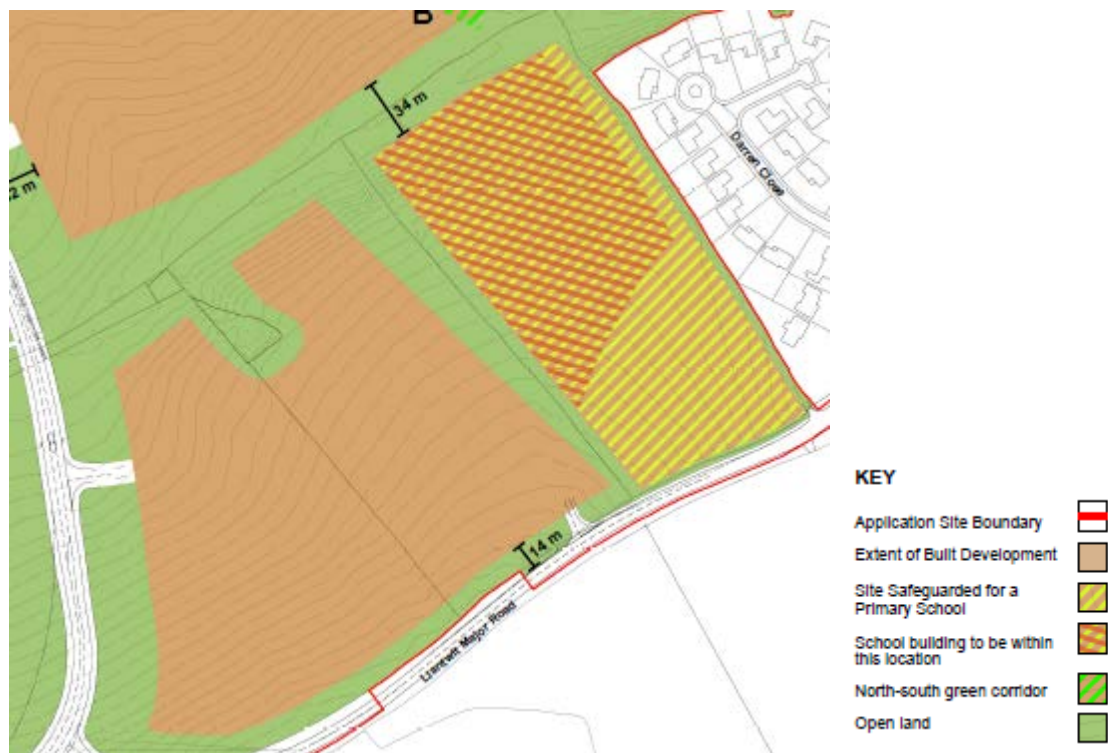 B
34 m
2 m
Darren Close
14 m
Llantwit Major Road
KEY
Application Site Boundary
Extent of Built Development
Site Safeguarded for a
Primary School
School building to be within
this location
North-south green corridor
Open land